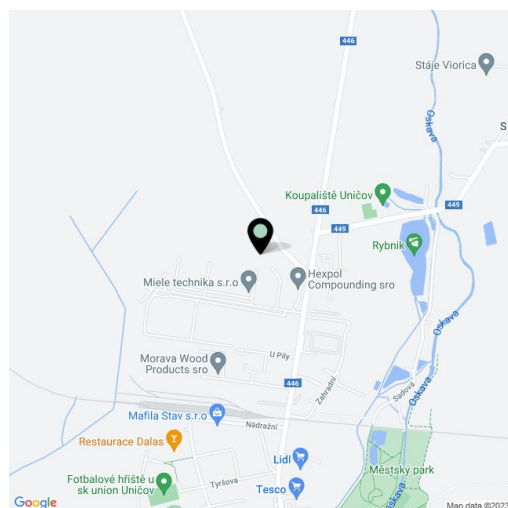 446
Stáje Viorica
Oskava
S
Koupaliště Uničov
446
449
449
Rybník
Miele technika s.r.o
Hexpol
Compounding sro
Oskava
Morava Wood
Products sro
U Pily
446
Zahradní
Sadová
Oskava
Mafila Stav s.r.o
Nádražní
Restaurace Dalas
Lidl
Městský park
Fotbalové hřiště u
sk union Uničov
Tyršova
Tesco
Oskava
Google
Map data ©2023